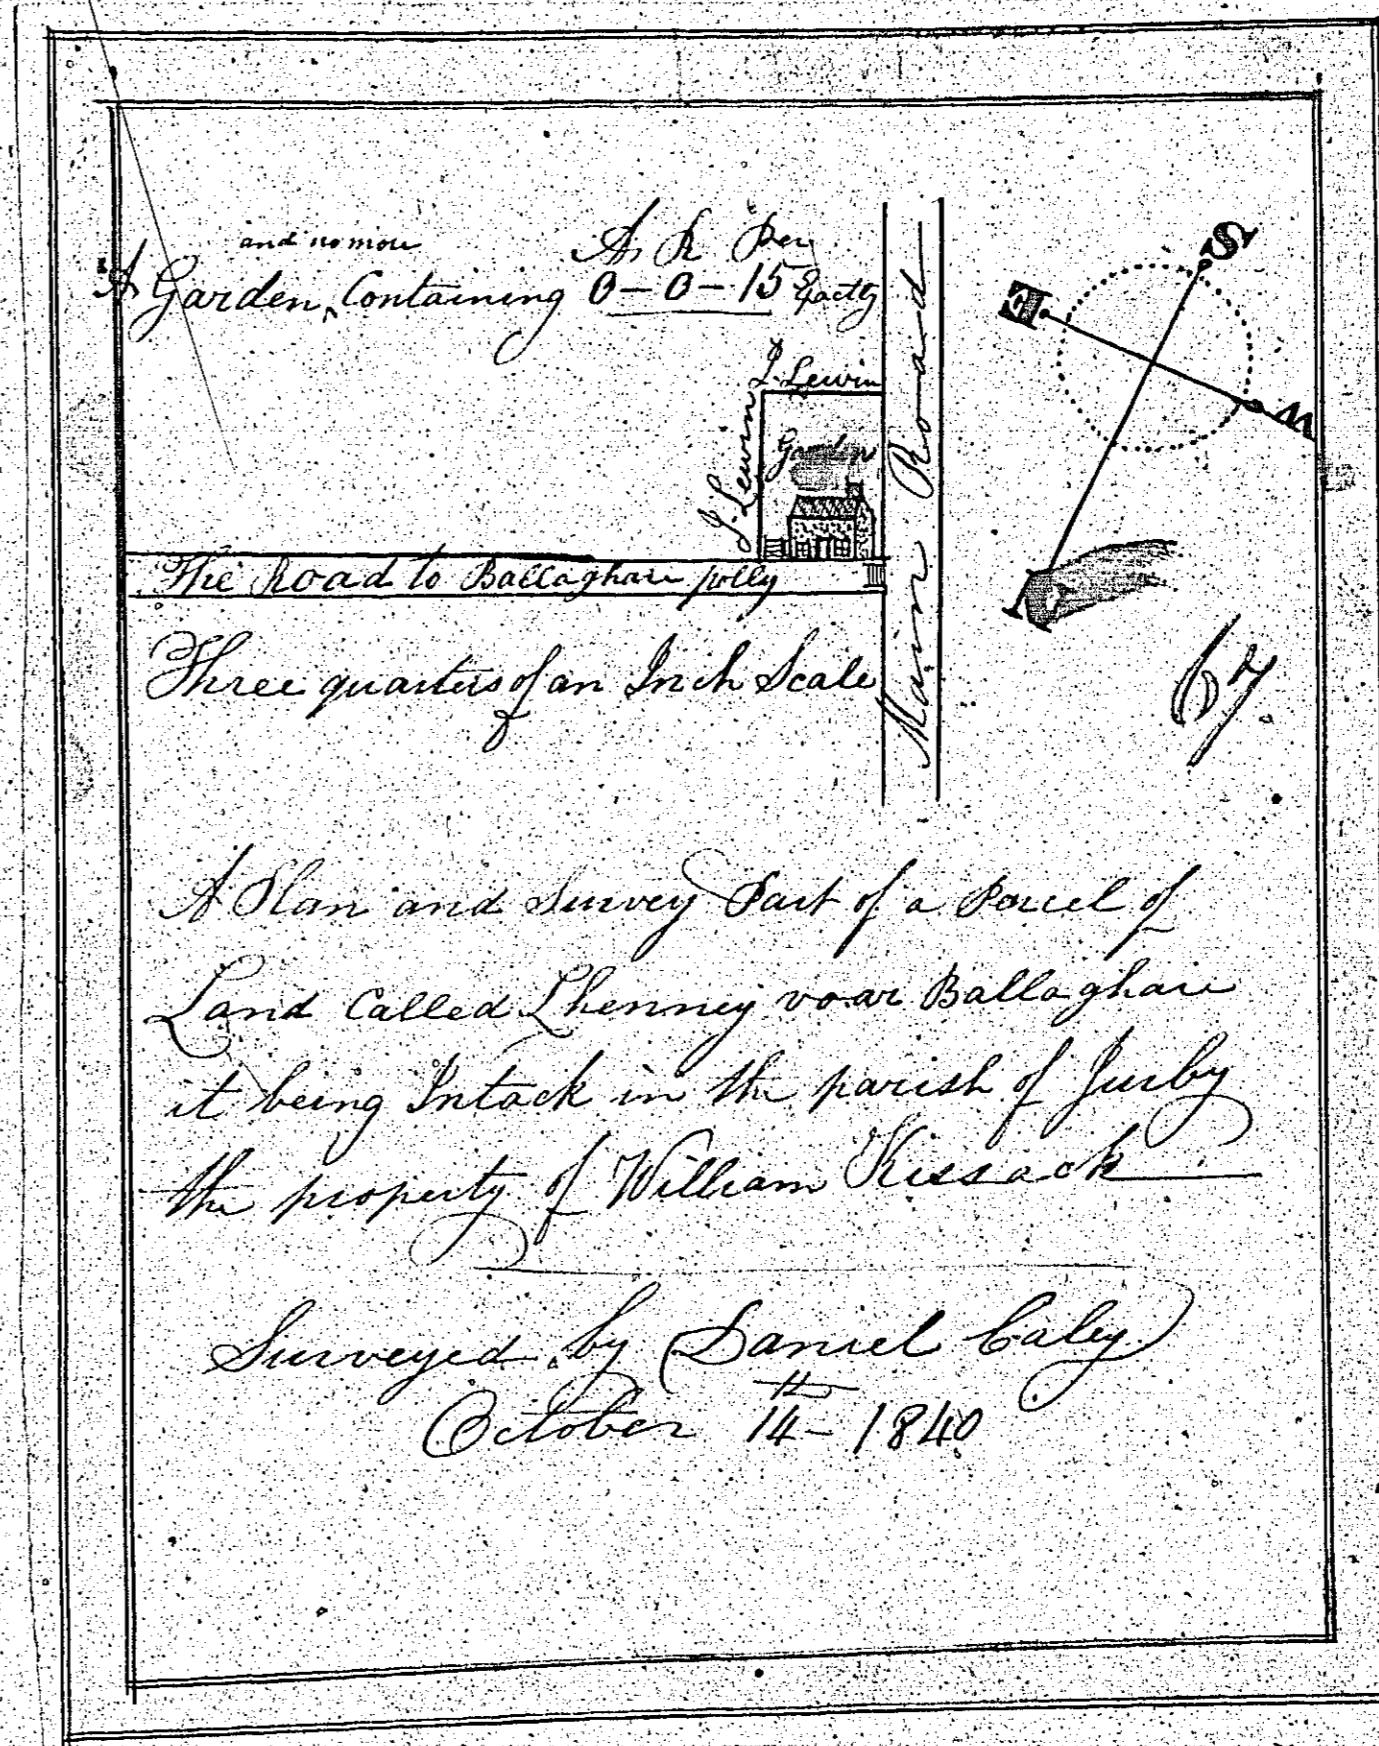 and no more
A R Per
A Garden, Containing 0-0-15 Exactly
J. Lewin
J. Lewin
Garden
Main Road
S
E
W
N
The Road to Ballaghaie polly
Three quarters of an Inch Scale
67
A Plan and Survey Part of a Parcel of
Land Called Lhenney voar Ballaghaie
it being Intack in the parish of Jurby
the property of William Kissack
Surveyed by Daniel Caley
October 14th 1840